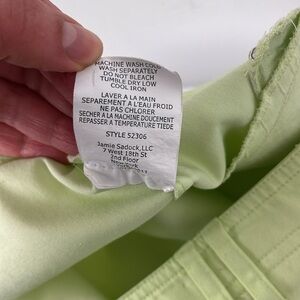 MACHINE WASH COLD
WASH SEPARATELY
DO NOT BLEACH
TUMBLE DRY LOW
COOL IRON
LAVER A LA MAIN
SEPAREMENT A L'EAU FROID
NE PAS CHLORER
SECHER A LA MACHINE DOUCEMENT
REPASSER A TEMPERATURE TIEDE
STYLE 52306
Jamie Sadock, LLC
7 West 18th St
2nd Floor